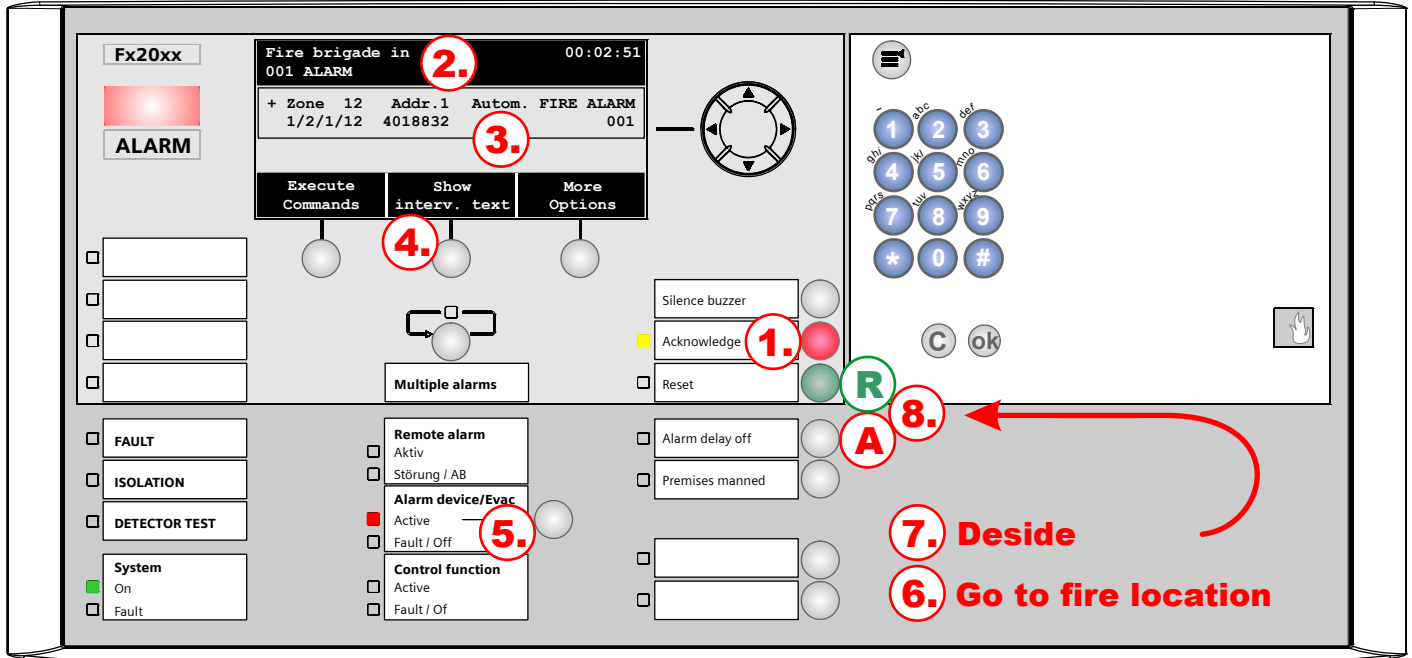 Fx20xx
ALARM
Fire brigade in 00:02:51
001 ALARM
2.
+ Zone 12 Addr.1 Autom. FIRE ALARM
1/2/1/12 4018832 001
3.
Execute Commands
Show interv. text
More Options
4.
Multiple alarms
Silence buzzer
Acknowledge
1.
Reset
R
A
8.
Alarm delay off
Premises manned
FAULT
ISOLATION
DETECTOR TEST
System
On
Fault
Remote alarm
Aktiv
Störung / AB
Alarm device/Evac
Active
Fault / Off
5.
Control function
Active
Fault / Of
~
1
abc
2
def
3
ghi
4
jkl
5
mno
6
pqrs
7
tuv
8
wxyz
9
*
0
#
C
ok
7. Deside
6. Go to fire location